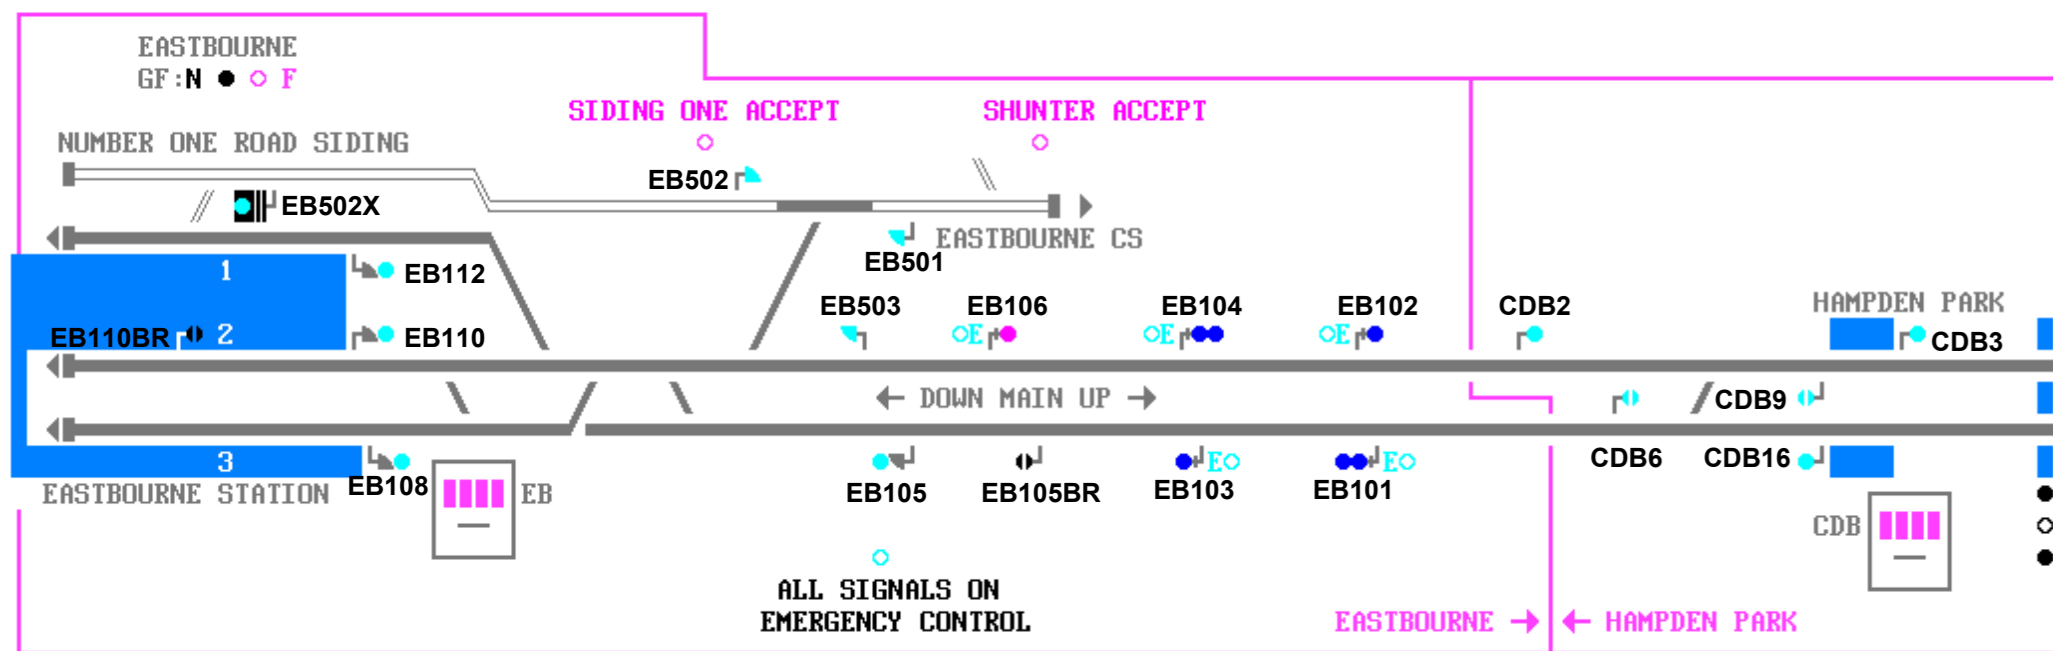 EASTBOURNE
GF:N F
SIDING ONE ACCEPT
SHUNTER ACCEPT
NUMBER ONE ROAD SIDING
EB502
EB502X
EASTBOURNE CS
EB501
1
EB112
EB503
EB106
EB104
EB102
CDB2
HAMPDEN PARK
EB110BR
2
EB110
E
E
E
CDB3
← DOWN MAIN UP →
CDB9
3
EB108
EB105
EB105BR
EB103
E
EB101
E
CDB6
CDB16
EASTBOURNE STATION
EB
CDB
ALL SIGNALS ON
EMERGENCY CONTROL
EASTBOURNE →
← HAMPDEN PARK